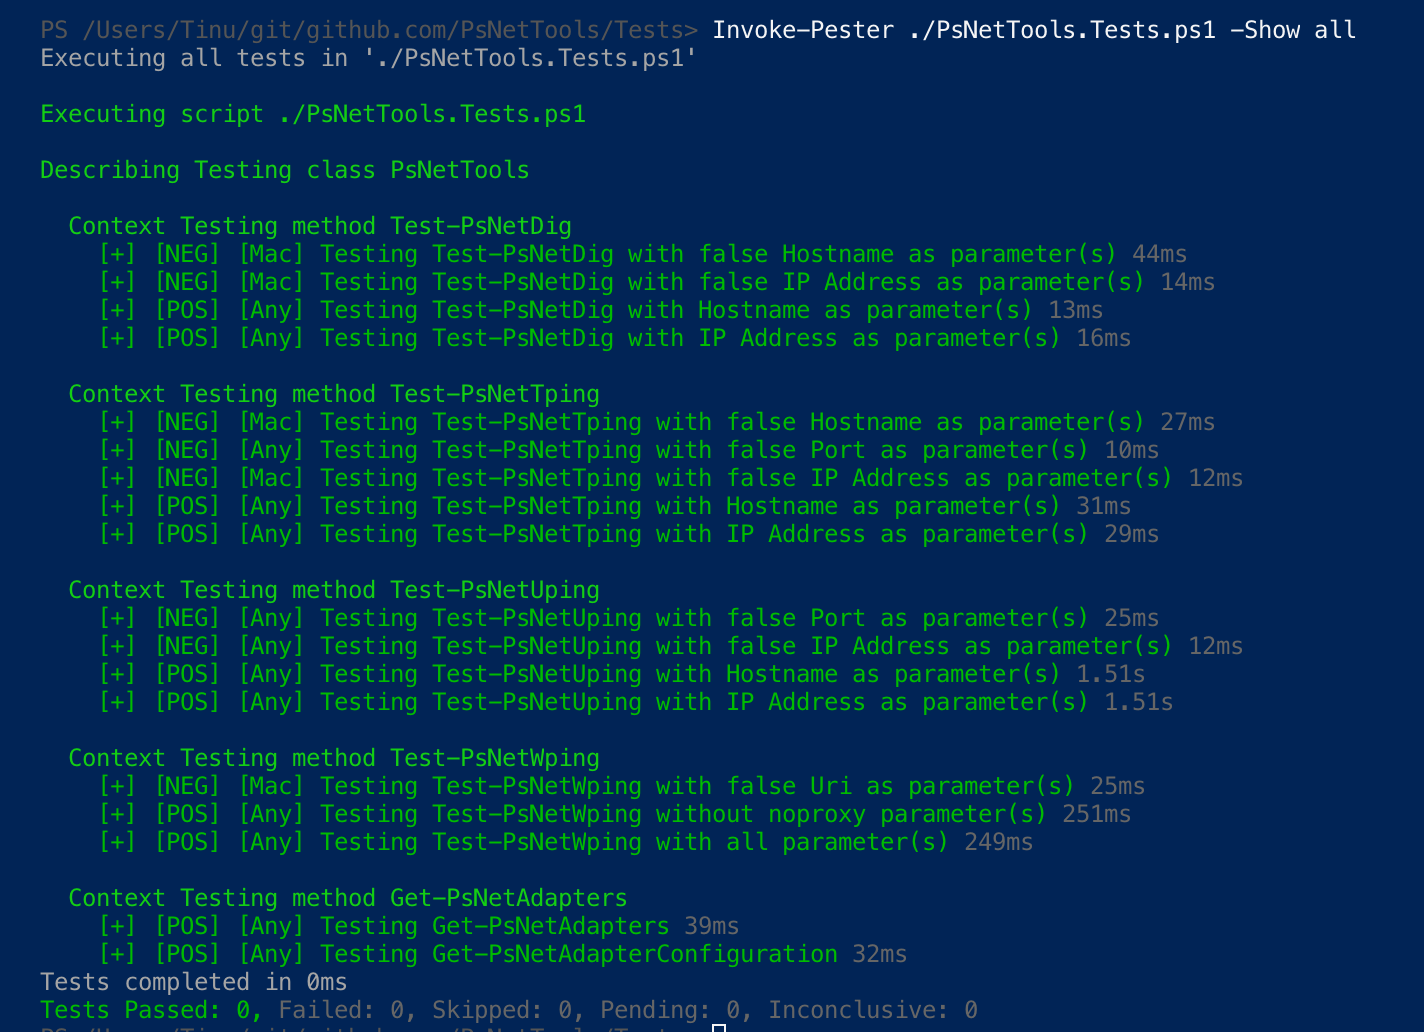 PS /Users/Tinu/git/github.com/PsNetTools/Tests> Invoke-Pester ./PsNetTools.Tests.ps1 -Show all
Executing all tests in './PsNetTools.Tests.ps1'
Executing script ./PsNetTools.Tests.ps1
Describing Testing class PsNetTools
Context Testing method Test-PsNetDig
[+] [NEG] [Mac] Testing Test-PsNetDig with false Hostname as parameter(s) 44ms
[+] [NEG] [Mac] Testing Test-PsNetDig with false IP Address as parameter(s) 14ms
[+] [POS] [Any] Testing Test-PsNetDig with Hostname as parameter(s) 13ms
[+] [POS] [Any] Testing Test-PsNetDig with IP Address as parameter(s) 16ms
Context Testing method Test-PsNetTping
[+] [NEG] [Mac] Testing Test-PsNetTping with false Hostname as parameter(s) 27ms
[+] [NEG] [Any] Testing Test-PsNetTping with false Port as parameter(s) 10ms
[+] [NEG] [Mac] Testing Test-PsNetTping with false IP Address as parameter(s) 12ms
[+] [POS] [Any] Testing Test-PsNetTping with Hostname as parameter(s) 31ms
[+] [POS] [Any] Testing Test-PsNetTping with IP Address as parameter(s) 29ms
Context Testing method Test-PsNetUping
[+] [NEG] [Any] Testing Test-PsNetUping with false Port as parameter(s) 25ms
[+] [NEG] [Any] Testing Test-PsNetUping with false IP Address as parameter(s) 12ms
[+] [POS] [Any] Testing Test-PsNetUping with Hostname as parameter(s) 1.51s
[+] [POS] [Any] Testing Test-PsNetUping with IP Address as parameter(s) 1.51s
Context Testing method Test-PsNetWping
[+] [NEG] [Mac] Testing Test-PsNetWping with false Uri as parameter(s) 25ms
[+] [POS] [Any] Testing Test-PsNetWping without noproxy parameter(s) 251ms
[+] [POS] [Any] Testing Test-PsNetWping with all parameter(s) 249ms
Context Testing method Get-PsNetAdapters
[+] [POS] [Any] Testing Get-PsNetAdapters 39ms
[+] [POS] [Any] Testing Get-PsNetAdapterConfiguration 32ms
Tests completed in 0ms
Tests Passed: 0, Failed: 0, Skipped: 0, Pending: 0, Inconclusive: 0